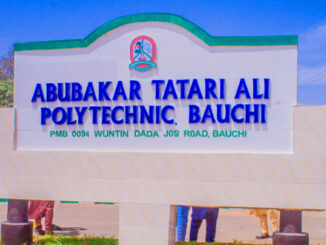 ABUBAKAR TATARI ALI
POLYTECHNIC. BAUCHI
PMB 0094 WUNTIN DADA JOS ROAD, BAUCHI